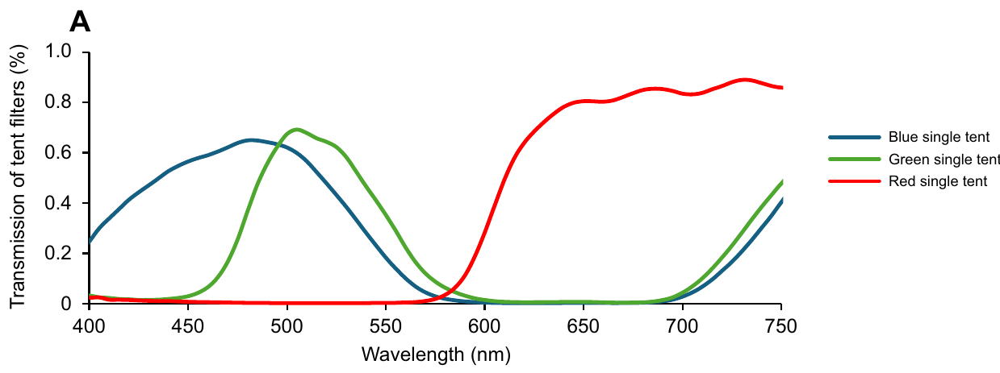 A
Transmission of tent filters (%)
1.0
0.8
0.6
0.4
0.2
0
400 450 500 550 600 650 700 750
Wavelength (nm)
Blue single tent
Green single tent
Red single tent